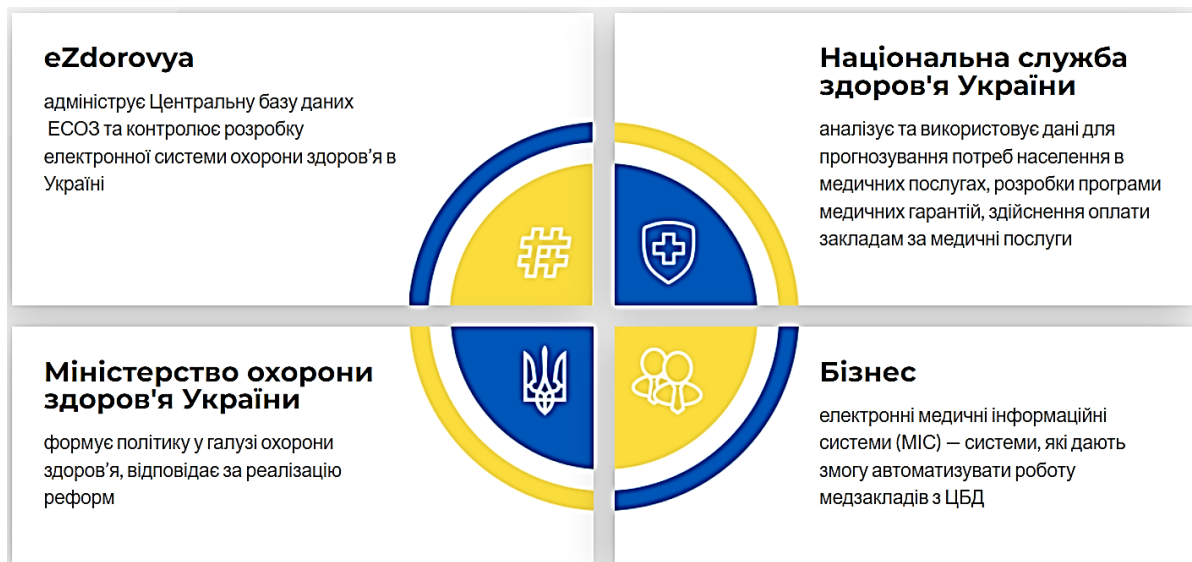 eZdorovya
адмініструє Центральну базу даних
ЕСОЗ та контролює розробку
електронної системи охорони здоров’я в
Україні
Національна служба
здоров'я України
аналізує та використовує дані для
прогнозування потреб населення в
медичних послугах, розробки програми
медичних гарантій, здійснення оплати
закладам за медичні послуги
Міністерство охорони
здоров'я України
формує політику у галузі охорони
здоров’я, відповідає за реалізацію
реформ
Бізнес
електронні медичні інформаційні
системи (МІС) — системи, які дають
змогу автоматизувати роботу
медзакладів з ЦБД